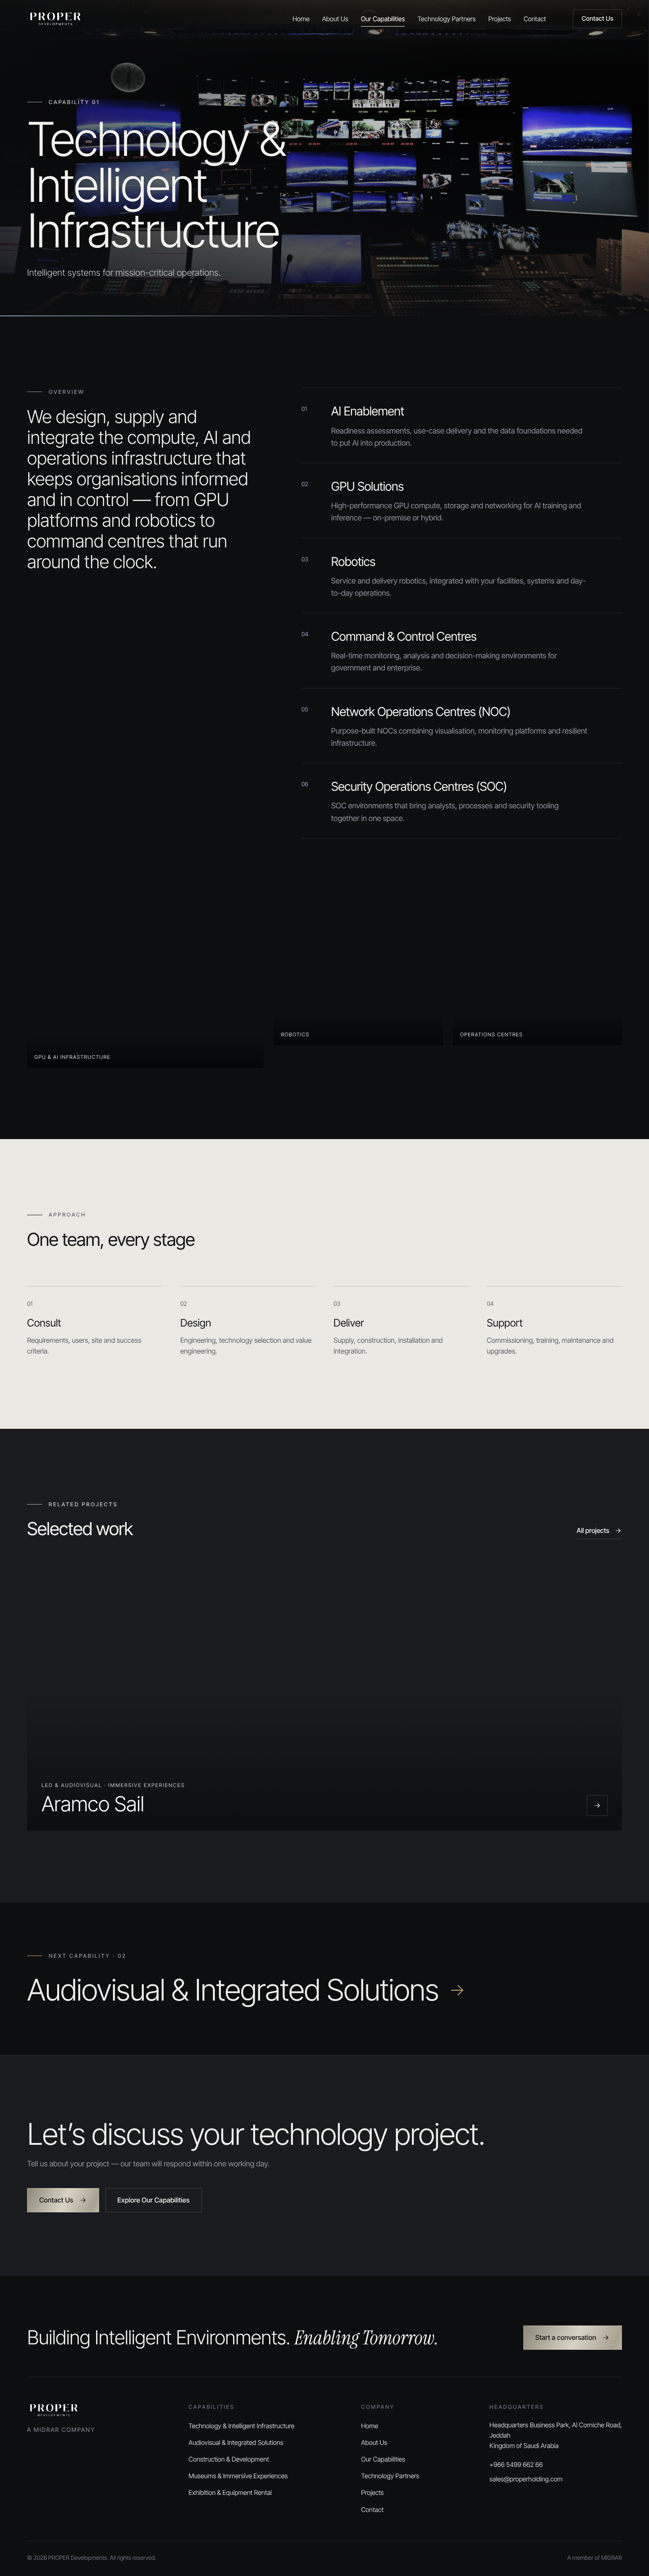 PROPER
DEVELOPMENTS
Home About Us Our Capabilities Technology Partners Projects Contact Contact Us
CAPABILITY 01
Technology &
Intelligent
Infrastructure
Intelligent systems for mission-critical operations.
OVERVIEW
We design, supply and
integrate the compute, AI and
operations infrastructure that
keeps organisations informed
and in control — from GPU
platforms and robotics to
command centres that run
around the clock.
01
AI Enablement
Readiness assessments, use-case delivery and the data foundations needed
to put AI into production.
02
GPU Solutions
High-performance GPU compute, storage and networking for AI training and
inference — on-premise or hybrid.
03
Robotics
Service and delivery robotics, integrated with your facilities, systems and day-
to-day operations.
04
Command & Control Centres
Real-time monitoring, analysis and decision-making environments for
government and enterprise.
05
Network Operations Centres (NOC)
Purpose-built NOCs combining visualisation, monitoring platforms and resilient
infrastructure.
06
Security Operations Centres (SOC)
SOC environments that bring analysts, processes and security tooling
together in one space.
GPU & AI INFRASTRUCTURE
ROBOTICS
OPERATIONS CENTRES
APPROACH
One team, every stage
01
Consult
Requirements, users, site and success
criteria.
02
Design
Engineering, technology selection and value
engineering.
03
Deliver
Supply, construction, installation and
integration.
04
Support
Commissioning, training, maintenance and
upgrades.
RELATED PROJECTS
Selected work
All projects →
LED & AUDIOVISUAL · IMMERSIVE EXPERIENCES
Aramco Sail
→
NEXT CAPABILITY · 02
Audiovisual & Integrated Solutions →
Let’s discuss your technology project.
Tell us about your project — our team will respond within one working day.
Contact Us →
Explore Our Capabilities
Building Intelligent Environments. Enabling Tomorrow.
Start a conversation →
PROPER
DEVELOPMENTS
A MIDRAR COMPANY
CAPABILITIES
Technology & Intelligent Infrastructure
Audiovisual & Integrated Solutions
Construction & Development
Museums & Immersive Experiences
Exhibition & Equipment Rental
COMPANY
Home
About Us
Our Capabilities
Technology Partners
Projects
Contact
HEADQUARTERS
Headquarters Business Park, Al Corniche Road,
Jeddah
Kingdom of Saudi Arabia
+966 5499 662 66
sales@properholding.com
© 2026 PROPER Developments. All rights reserved.
A member of MIDRAR